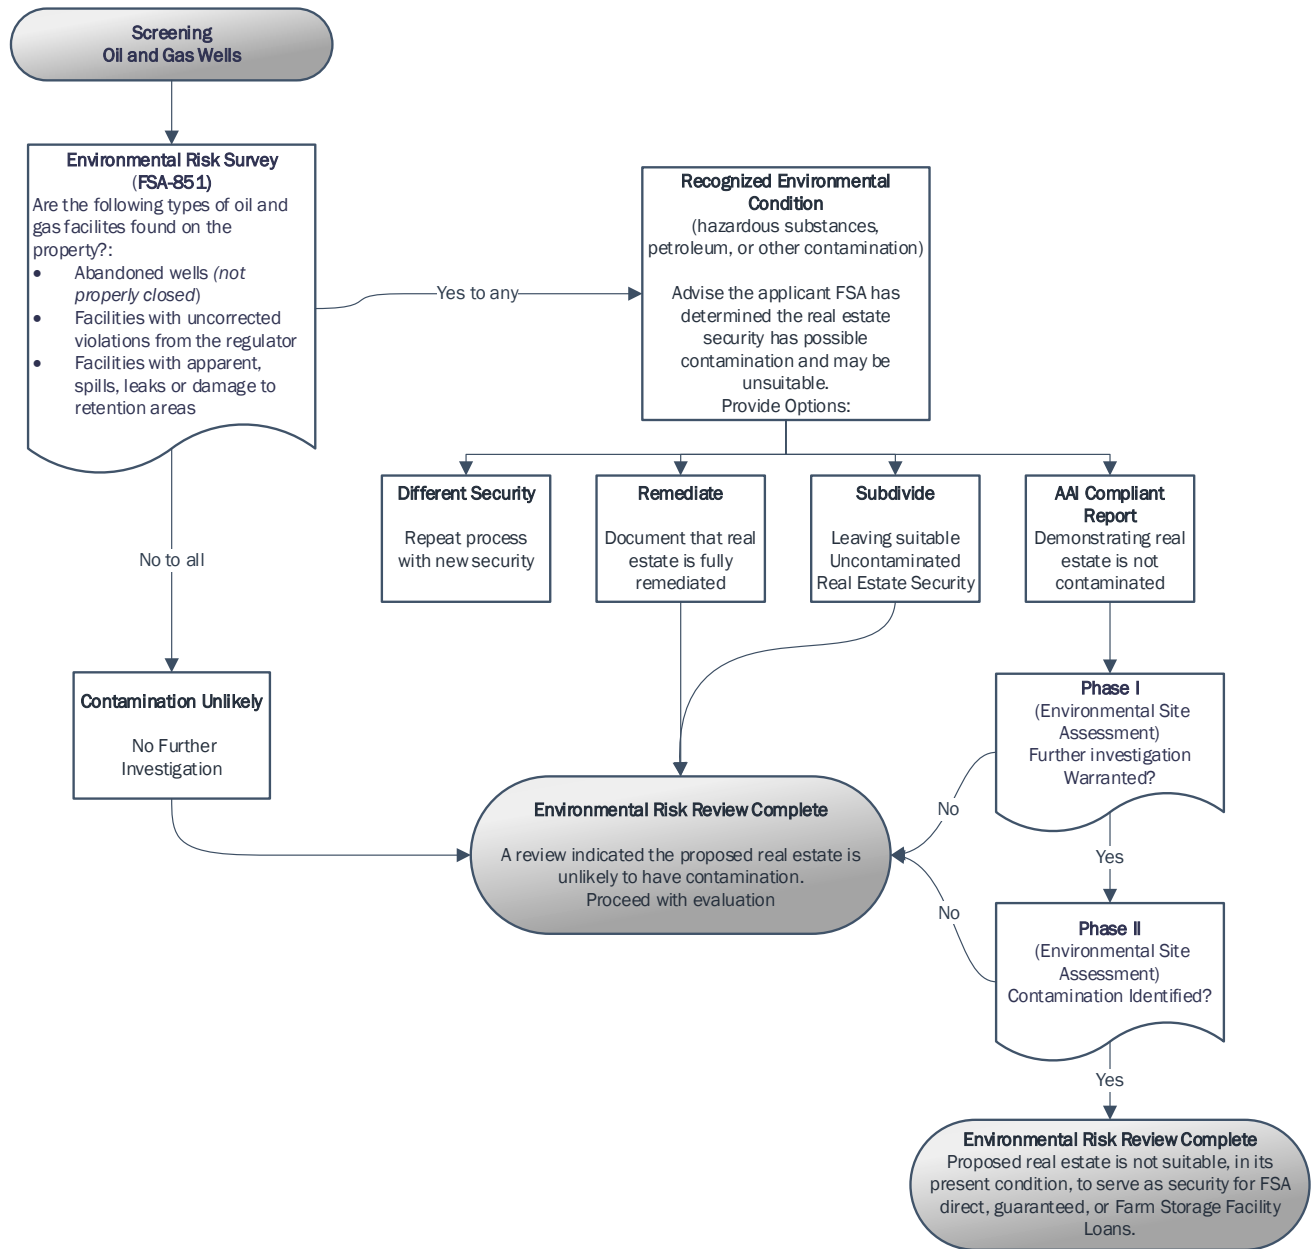 Screening
Oil and Gas Wells
Environmental Risk Survey
(FSA-851)
Are the following types of oil and
gas facilites found on the
property?:
• Abandoned wells (not
properly closed)
• Facilities with uncorrected
violations from the regulator
• Facilities with apparent,
spills, leaks or damage to
retention areas
Yes to any
Recognized Environmental
Condition
(hazardous substances,
petroleum, or other contamination)
Advise the applicant FSA has
determined the real estate
security has possible
contamination and may be
unsuitable.
Provide Options:
Different Security
Repeat process
with new security
Remediate
Document that real
estate is fully
remediated
Subdivide
Leaving suitable
Uncontaminated
Real Estate Security
AAI Compliant
Report
Demonstrating real
estate is not
contaminated
No to all
Contamination Unlikely
No Further
Investigation
Phase I
(Environmental Site
Assessment)
Further investigation
Warranted?
No
Yes
Environmental Risk Review Complete
A review indicated the proposed real estate is
unlikely to have contamination.
Proceed with evaluation
No
Phase II
(Environmental Site
Assessment)
Contamination Identified?
Yes
Environmental Risk Review Complete
Proposed real estate is not suitable, in its
present condition, to serve as security for FSA
direct, guaranteed, or Farm Storage Facility
Loans.